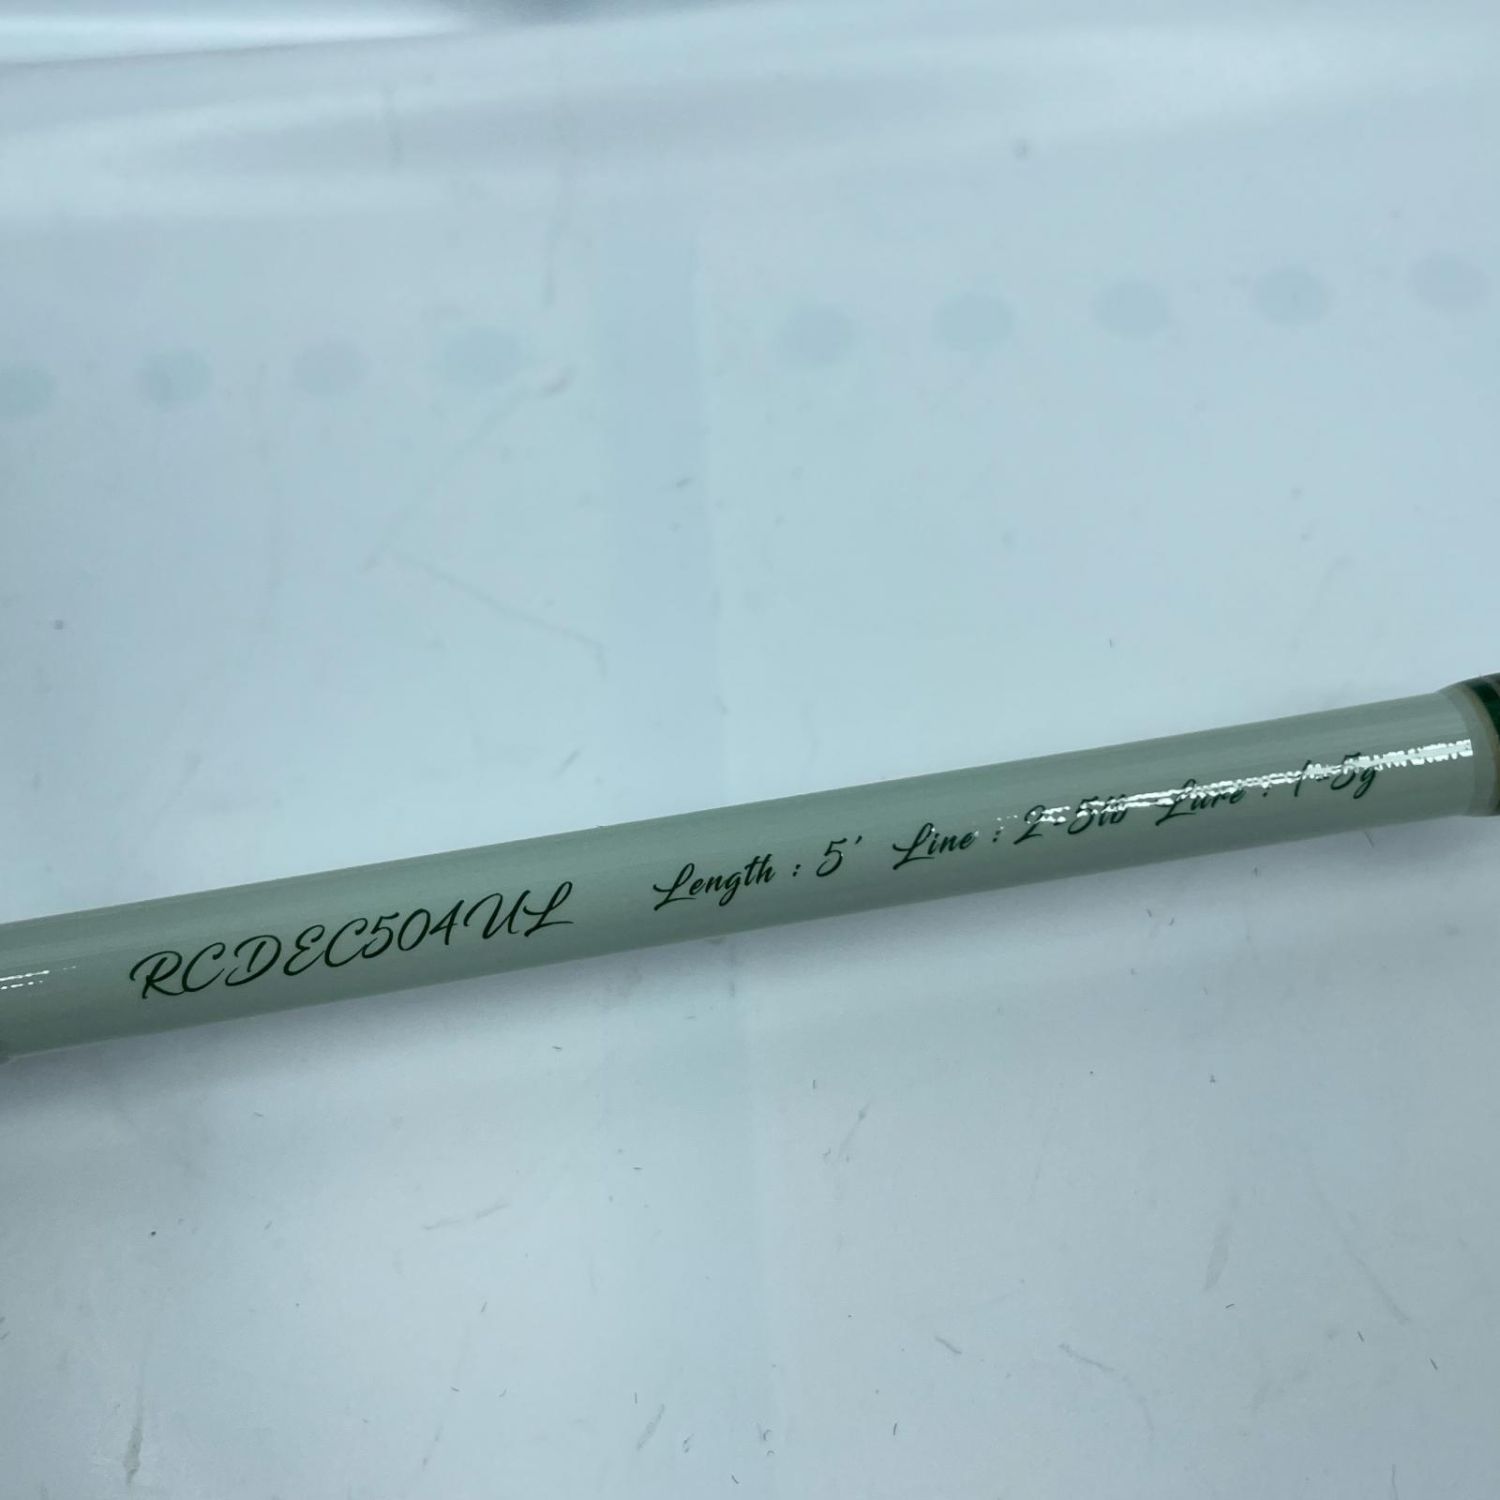 RCDEC504UL Length : 5' Line : 2-5lb Lure : 1-5g